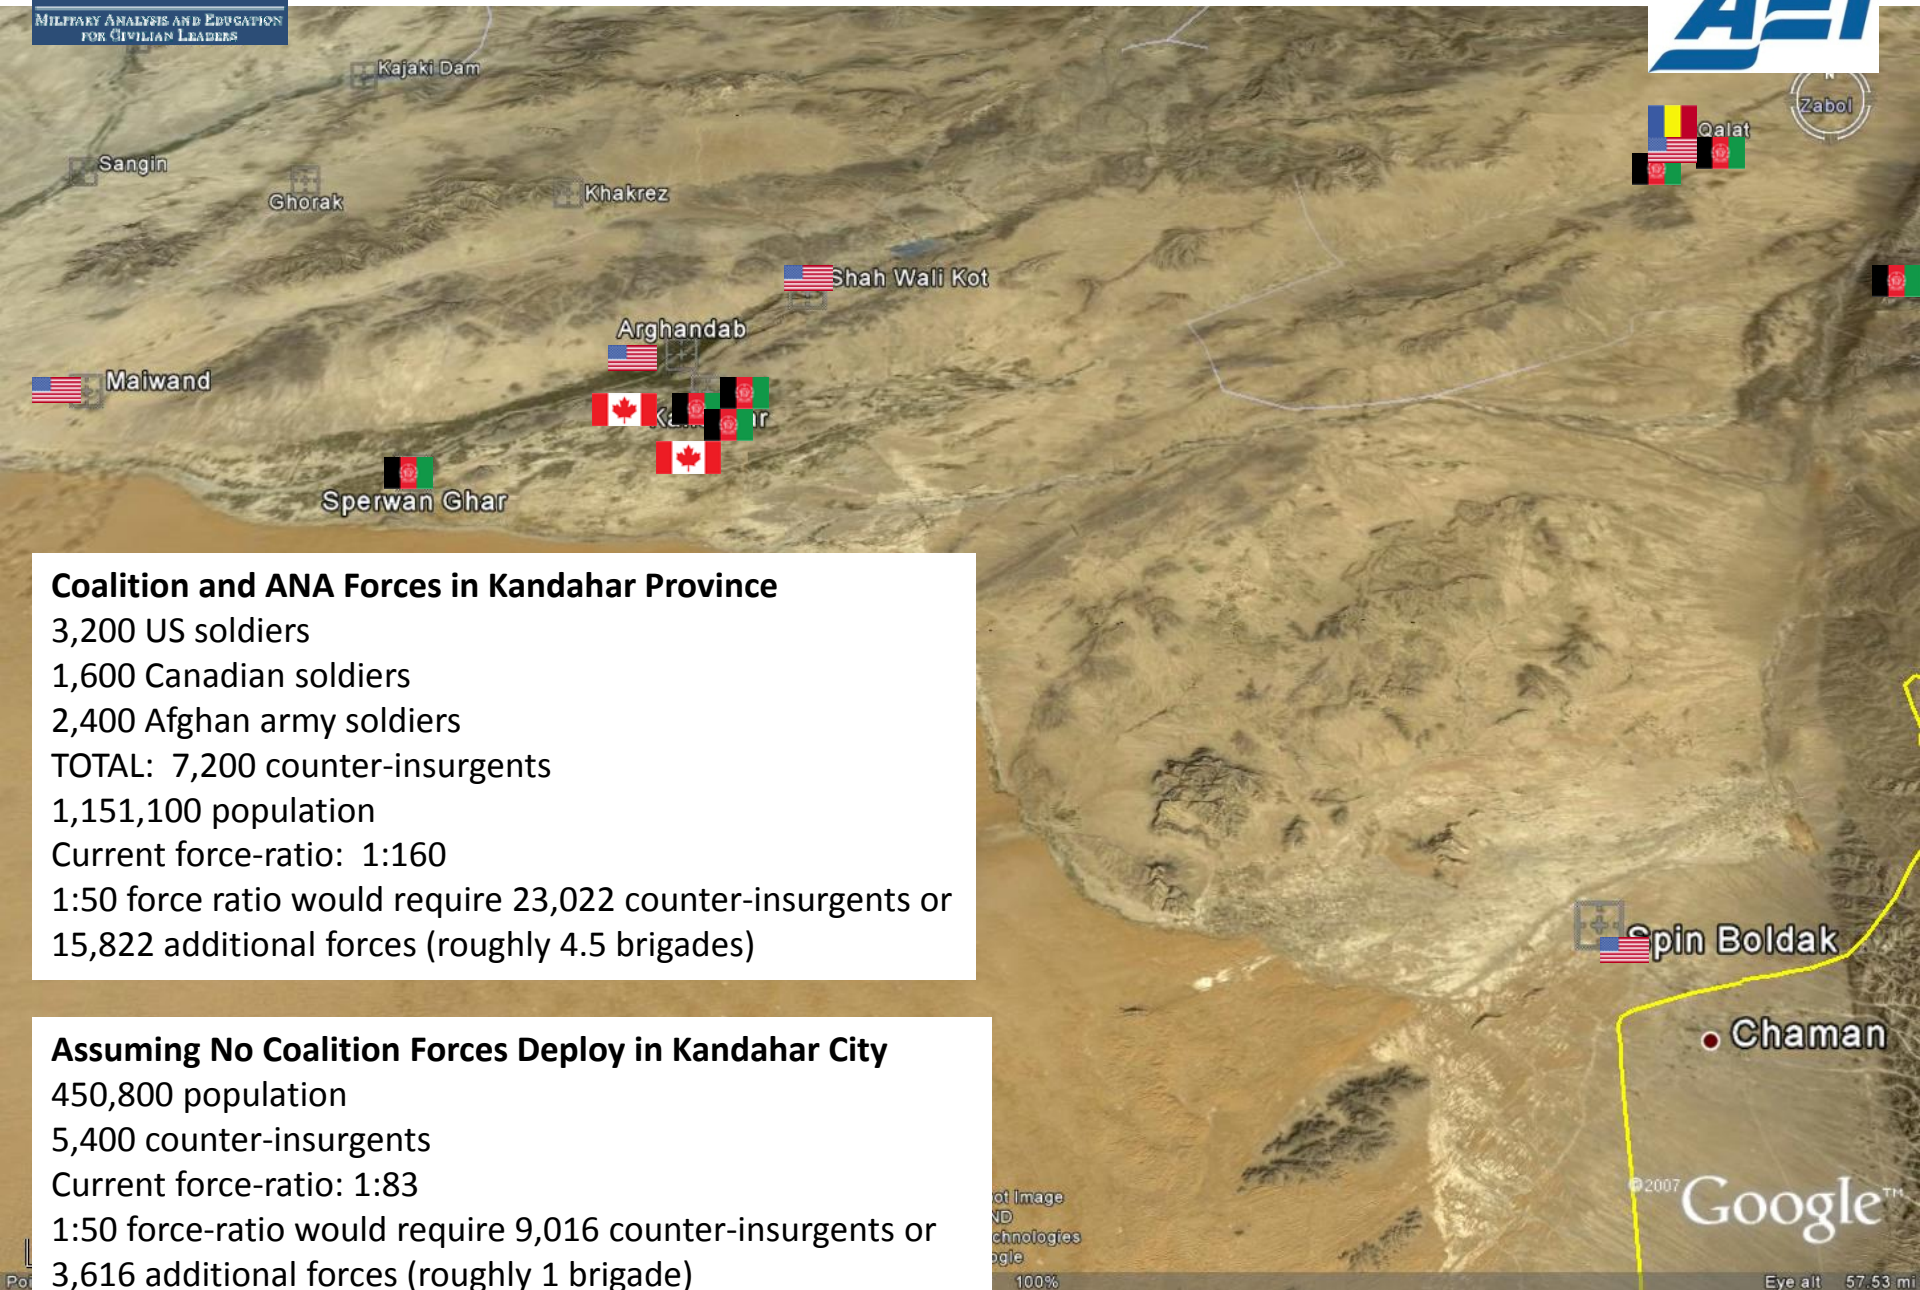 MILITARY ANALYSIS AND EDUCATION
FOR CIVILIAN LEADERS
AEI
Kajaki Dam
N
Zabol
Qalat
Sangin
Ghorak
Khakrez
Shah Wali Kot
Arghandab
Maiwand
Sperwan Ghar
Coalition and ANA Forces in Kandahar Province
3,200 US soldiers
1,600 Canadian soldiers
2,400 Afghan army soldiers
TOTAL: 7,200 counter-insurgents
1,151,100 population
Current force-ratio: 1:160
1:50 force ratio would require 23,022 counter-insurgents or
15,822 additional forces (roughly 4.5 brigades)
Spin Boldak
Chaman
Assuming No Coalition Forces Deploy in Kandahar City
450,800 population
5,400 counter-insurgents
Current force-ratio: 1:83
1:50 force-ratio would require 9,016 counter-insurgents or
3,616 additional forces (roughly 1 brigade)
Image
©2007 Google™
100%
Eye alt 57.53 mi